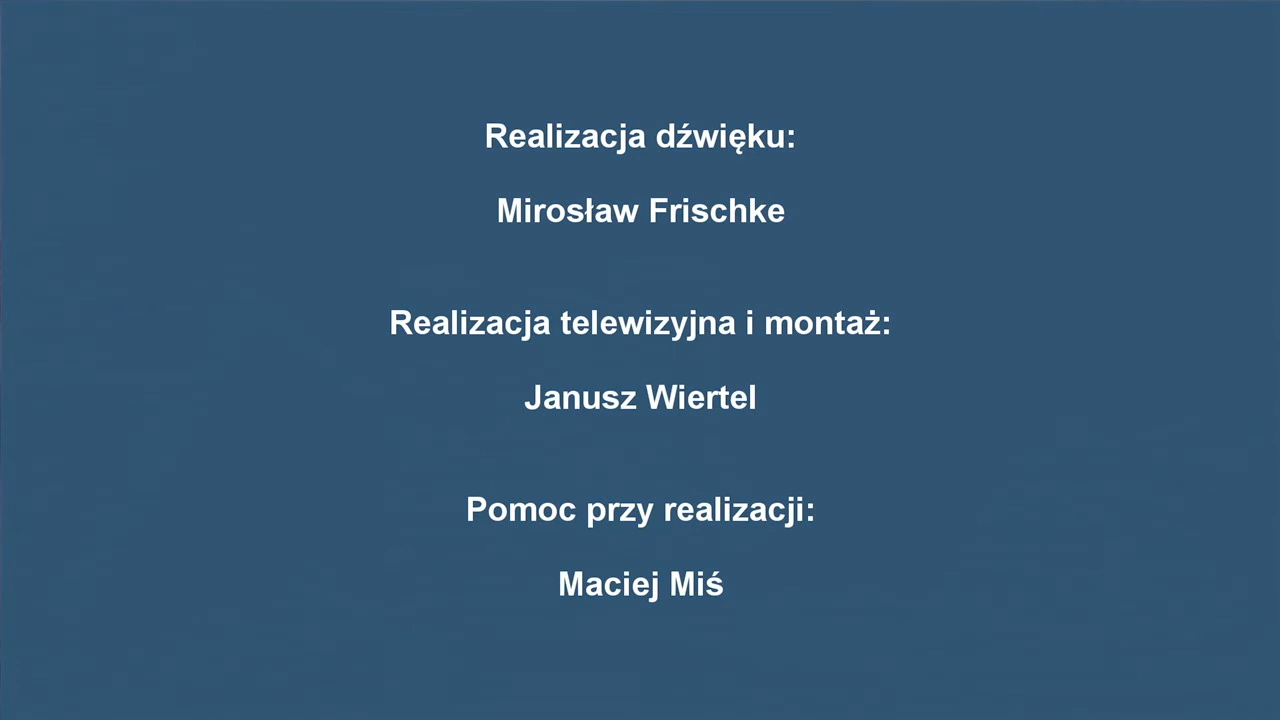 Realizacja dźwięku:
Mirosław Frischke
Realizacja telewizyjna i montaż:
Janusz Wiertel
Pomoc przy realizacji:
Maciej Miś